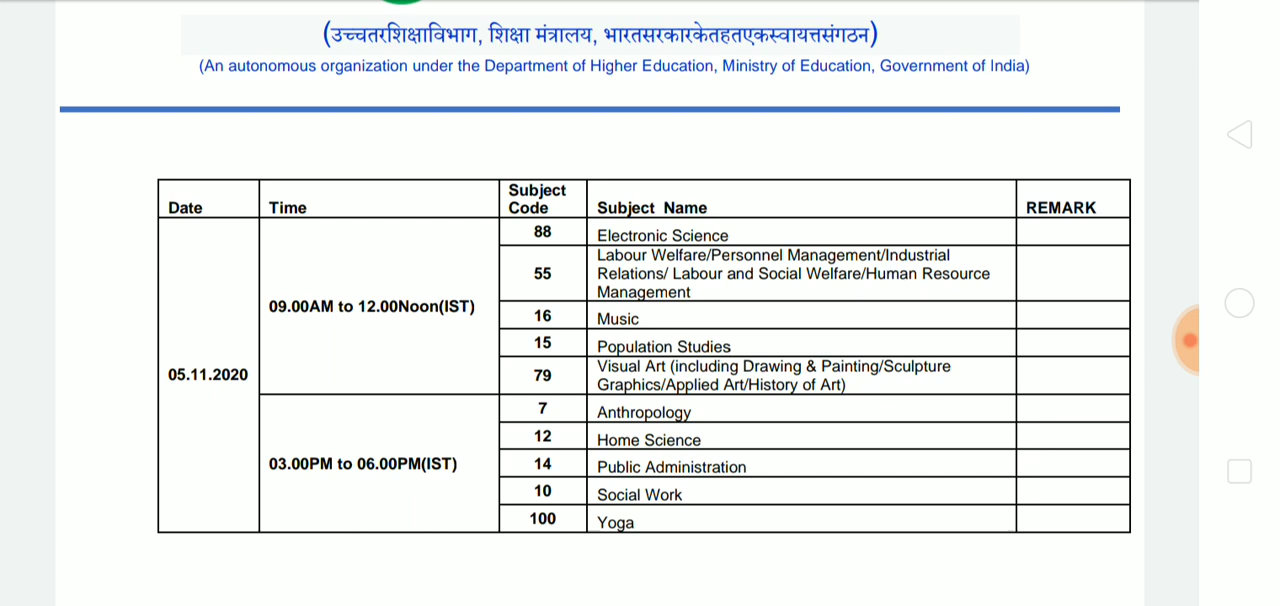 (उच्चतरशिक्षाविभाग, शिक्षा मंत्रालय, भारतसरकारकेतहतएकस्वायत्तसंगठन)
(An autonomous organization under the Department of Higher Education, Ministry of Education, Government of India)
Date Time Subject Code Subject Name REMARK
05.11.2020
09.00AM to 12.00Noon(IST)
88 Electronic Science
55 Labour Welfare/Personnel Management/Industrial
Relations/ Labour and Social Welfare/Human Resource
Management
16 Music
15 Population Studies
79 Visual Art (including Drawing & Painting/Sculpture
Graphics/Applied Art/History of Art)
03.00PM to 06.00PM(IST)
7 Anthropology
12 Home Science
14 Public Administration
10 Social Work
100 Yoga